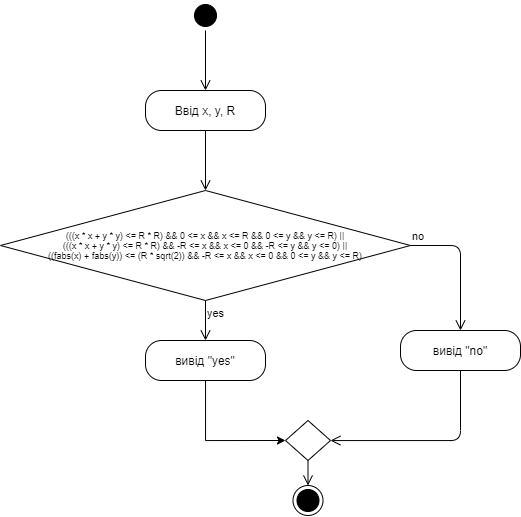 Ввід x, y, R
(((x * x + y * y) <= R * R) && 0 <= x && x <= R && 0 <= y && y <= R) ||
(((x * x + y * y) <= R * R) && -R <= x && x <= 0 && -R <= y && y <= 0) ||
((fabs(x) + fabs(y)) <= (R * sqrt(2)) && -R <= x && x <= 0 && 0 <= y && y <= R)
no
yes
вивід "yes"
вивід "no"